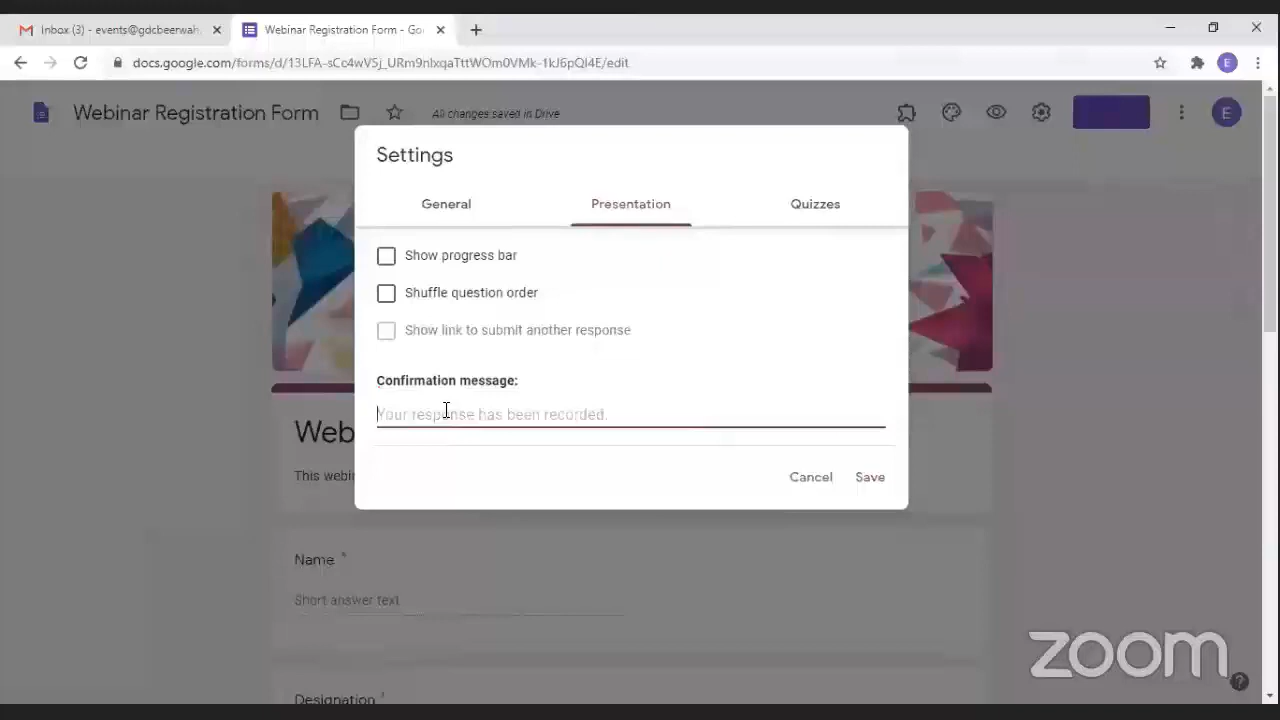 Inbox (3) - events@gdcbeerwah
Webinar Registration Form - Go
docs.google.com/forms/d/13LFA-sCc4wV5j_URm9nlxqaTttWOm0VMk-1kJ6pQl4E/edit
E
Webinar Registration Form
All changes saved in Drive
E
Settings
General
Presentation
Quizzes
Show progress bar
Shuffle question order
Show link to submit another response
Confirmation message:
Your response has been recorded.
Web
This webi
Cancel
Save
Name *
Short answer text
Designation *
zoom
?